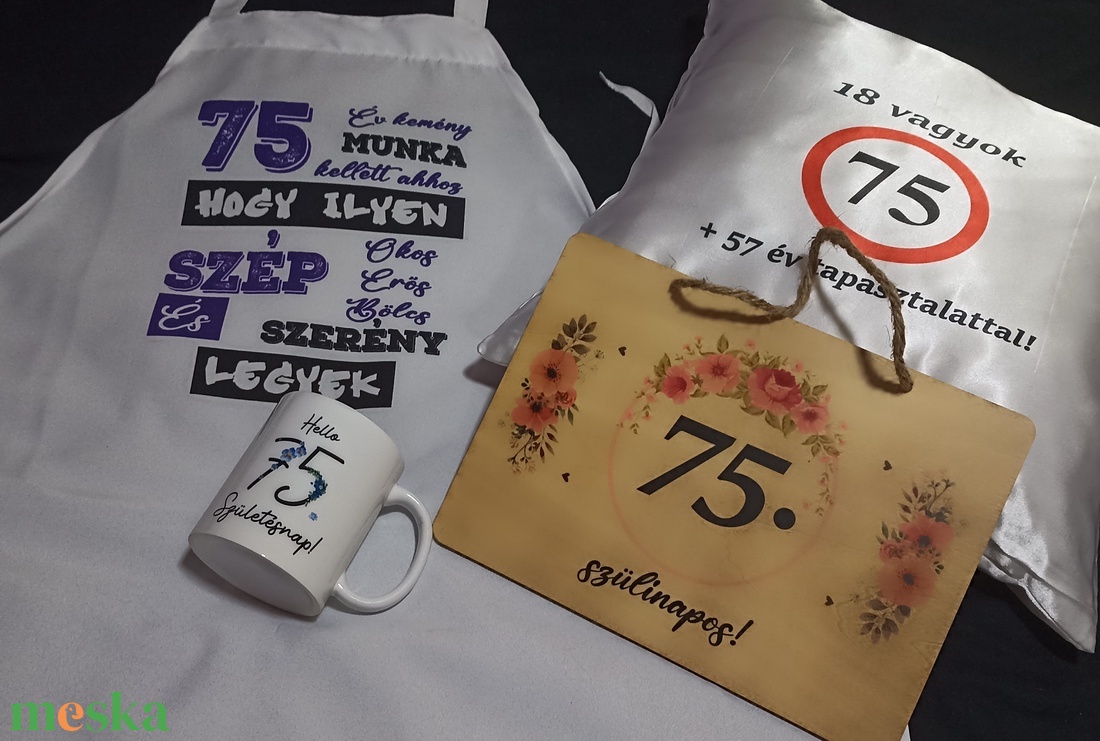 75
Év kemény
MUNKA
kellett ahhoz
HOGY ILYEN
SZÉP
Okos
Erős
Bölcs
És
SZERÉNY
LEGYEK
Hello
75.
Születésnap!
18 vagyok
75
+ 57 év tapasztalattal!
75.
szülinapos!
meska